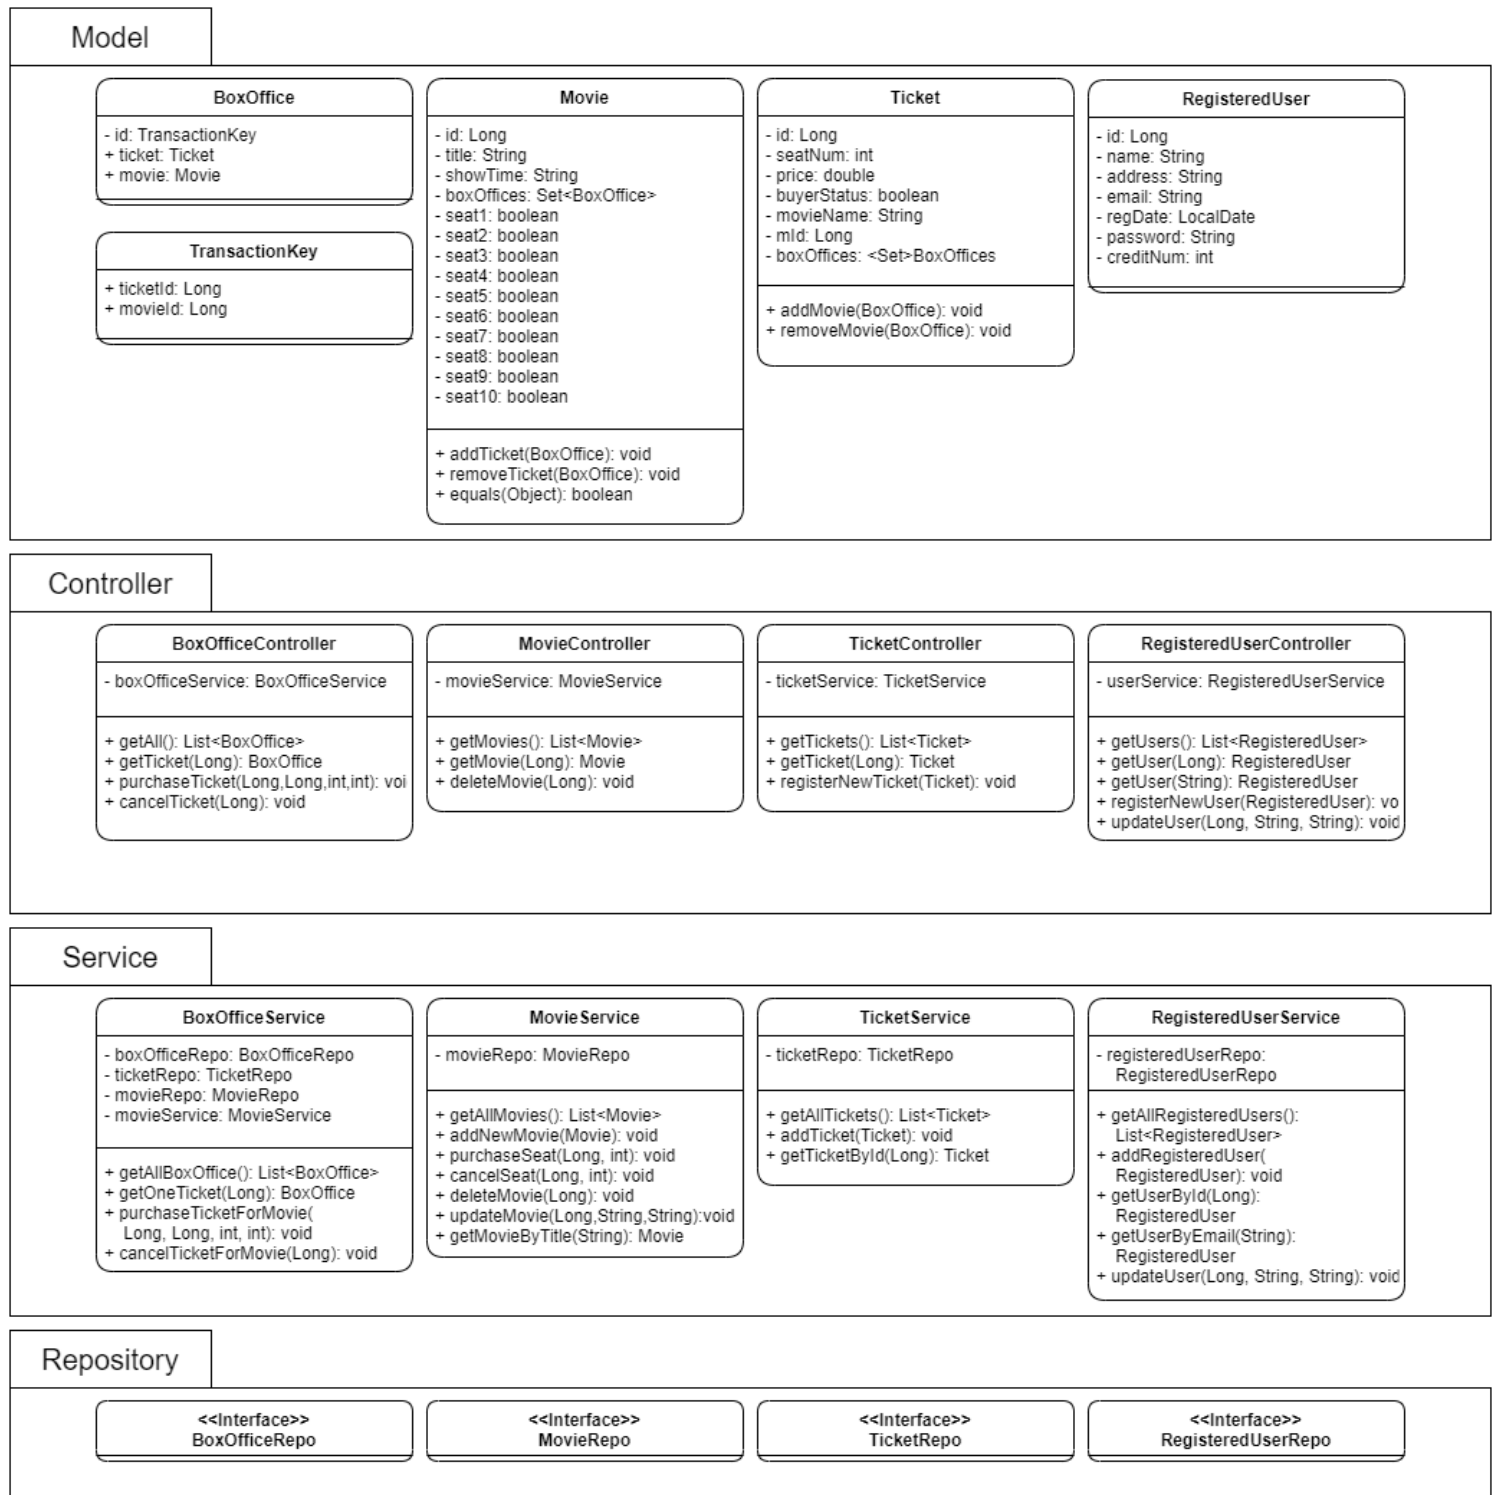 Model
BoxOffice
- id: TransactionKey
+ ticket: Ticket
+ movie: Movie
TransactionKey
+ ticketId: Long
+ movieId: Long
Movie
- id: Long
- title: String
- showTime: String
- boxOffices: Set<BoxOffice>
- seat1: boolean
- seat2: boolean
- seat3: boolean
- seat4: boolean
- seat5: boolean
- seat6: boolean
- seat7: boolean
- seat8: boolean
- seat9: boolean
- seat10: boolean
+ addTicket(BoxOffice): void
+ removeTicket(BoxOffice): void
+ equals(Object): boolean
Ticket
- id: Long
- seatNum: int
- price: double
- buyerStatus: boolean
- movieName: String
- mId: Long
- boxOffices: <Set>BoxOffices
+ addMovie(BoxOffice): void
+ removeMovie(BoxOffice): void
RegisteredUser
- id: Long
- name: String
- address: String
- email: String
- regDate: LocalDate
- password: String
- creditNum: int
Controller
BoxOfficeController
- boxOfficeService: BoxOfficeService
+ getAll(): List<BoxOffice>
+ getTicket(Long): BoxOffice
+ purchaseTicket(Long,Long,int,int): voi
+ cancelTicket(Long): void
MovieController
- movieService: MovieService
+ getMovies(): List<Movie>
+ getMovie(Long): Movie
+ deleteMovie(Long): void
TicketController
- ticketService: TicketService
+ getTickets(): List<Ticket>
+ getTicket(Long): Ticket
+ registerNewTicket(Ticket): void
RegisteredUserController
- userService: RegisteredUserService
+ getUsers(): List<RegisteredUser>
+ getUser(Long): RegisteredUser
+ getUser(String): RegisteredUser
+ registerNewUser(RegisteredUser): vo
+ updateUser(Long, String, String): void
Service
BoxOfficeService
- boxOfficeRepo: BoxOfficeRepo
- ticketRepo: TicketRepo
- movieRepo: MovieRepo
- movieService: MovieService
+ getAllBoxOffice(): List<BoxOffice>
+ getOneTicket(Long): BoxOffice
+ purchaseTicketForMovie(
Long, Long, int, int): void
+ cancelTicketForMovie(Long): void
MovieService
- movieRepo: MovieRepo
+ getAllMovies(): List<Movie>
+ addNewMovie(Movie): void
+ purchaseSeat(Long, int): void
+ cancelSeat(Long, int): void
+ deleteMovie(Long): void
+ updateMovie(Long,String,String):void
+ getMovieByTitle(String): Movie
TicketService
- ticketRepo: TicketRepo
+ getAllTickets(): List<Ticket>
+ addTicket(Ticket): void
+ getTicketById(Long): Ticket
RegisteredUserService
- registeredUserRepo:
RegisteredUserRepo
+ getAllRegisteredUsers():
List<RegisteredUser>
+ addRegisteredUser(
RegisteredUser): void
+ getUserById(Long):
RegisteredUser
+ getUserByEmail(String):
RegisteredUser
+ updateUser(Long, String, String): void
Repository
<<Interface>>
BoxOfficeRepo
<<Interface>>
MovieRepo
<<Interface>>
TicketRepo
<<Interface>>
RegisteredUserRepo